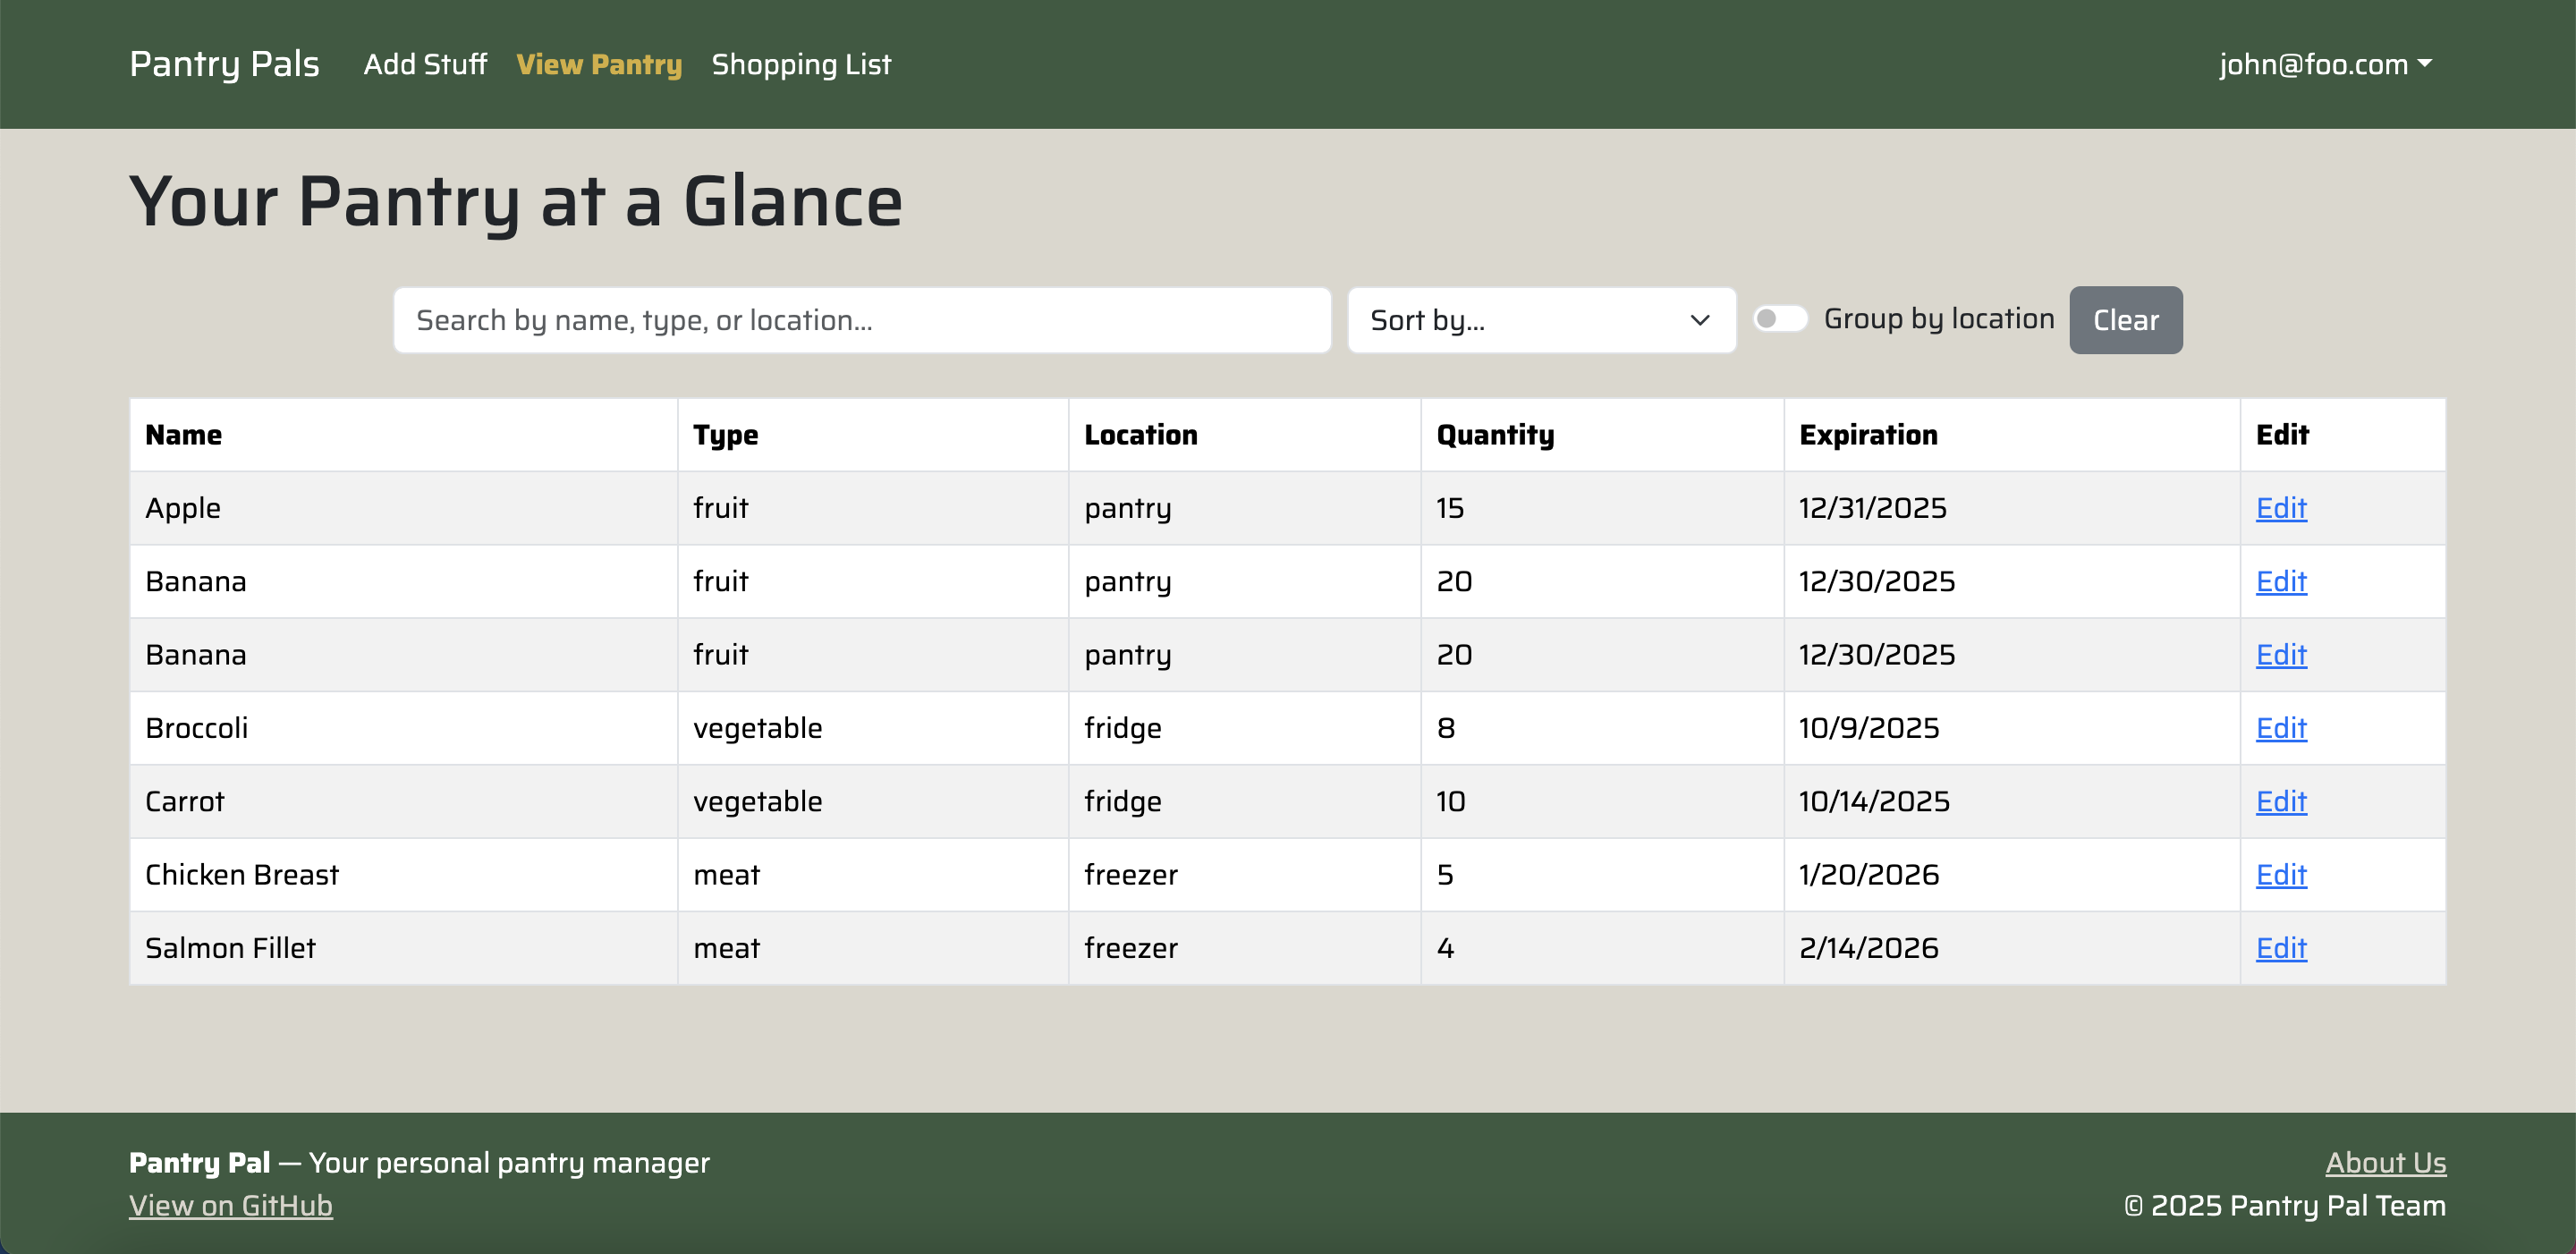 Pantry Pals Add Stuff View Pantry Shopping List john@foo.com
Your Pantry at a Glance
Search by name, type, or location... Sort by... Group by location Clear
Name Type Location Quantity Expiration Edit
Apple fruit pantry 15 12/31/2025 Edit
Banana fruit pantry 20 12/30/2025 Edit
Banana fruit pantry 20 12/30/2025 Edit
Broccoli vegetable fridge 8 10/9/2025 Edit
Carrot vegetable fridge 10 10/14/2025 Edit
Chicken Breast meat freezer 5 1/20/2026 Edit
Salmon Fillet meat freezer 4 2/14/2026 Edit
Pantry Pal — Your personal pantry manager About Us
View on GitHub © 2025 Pantry Pal Team